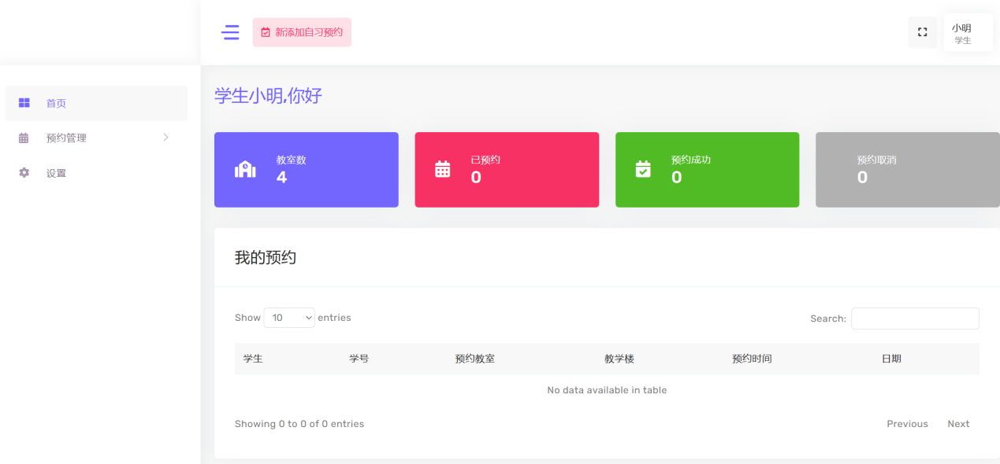 新添加自习预约
小明
学生
首页
预约管理
设置
学生小明,你好
教室数
4
已预约
0
预约成功
0
预约取消
0
我的预约
Show 10 entries
Search:
学生 学号 预约教室 教学楼 预约时间 日期
No data available in table
Showing 0 to 0 of 0 entries
Previous Next